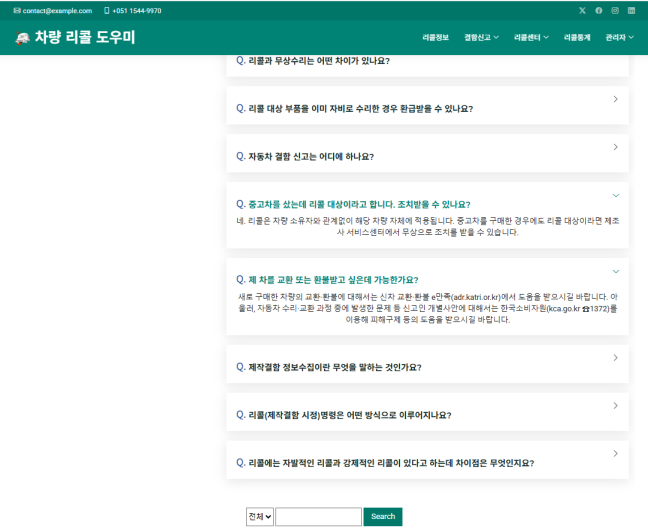 contact@example.com +051 1544-9970
차량 리콜 도우미
리콜정보 결함신고 리콜센터 리콜통계 관리자
Q. 리콜과 무상수리는 어떤 차이가 있나요?
Q. 리콜 대상 부품을 이미 자비로 수리한 경우 환급받을 수 있나요?
Q. 자동차 결함 신고는 어디에 하나요?
Q. 중고차를 샀는데 리콜 대상이라고 합니다. 조치받을 수 있나요?
네. 리콜은 차량 소유자와 관계없이 해당 차량 자체에 적용됩니다. 중고차를 구매한 경우에도 리콜 대상이라면 제조
사 서비스센터에서 무상으로 조치를 받을 수 있습니다.
Q. 제 차를 교환 또는 환불받고 싶은데 가능한가요?
새로 구매한 차량의 교환·환불에 대해서는 신차 교환·환불 e만족(adr.katri.or.kr)에서 도움을 받으시길 바랍니다. 아
울러, 자동차 수리·교환 과정 중에 발생한 문제 등 신고인 개별사안에 대해서는 한국소비자원(kca.go.kr ☎1372)를
이용해 피해구제 등의 도움을 받으시길 바랍니다.
Q. 제작결함 정보수집이란 무엇을 말하는 것인가요?
Q. 리콜(제작결함 시정)명령은 어떤 방식으로 이루어지나요?
Q. 리콜에는 자발적인 리콜과 강제적인 리콜이 있다고 하는데 차이점은 무엇인지요?
전체 Search